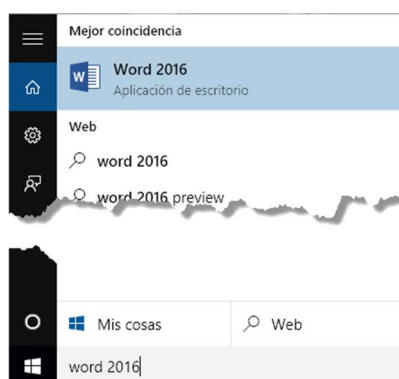 Mejor coincidencia
Word 2016
Aplicación de escritorio
Web
word 2016
word 2016 preview
Mis cosas
Web
word 2016